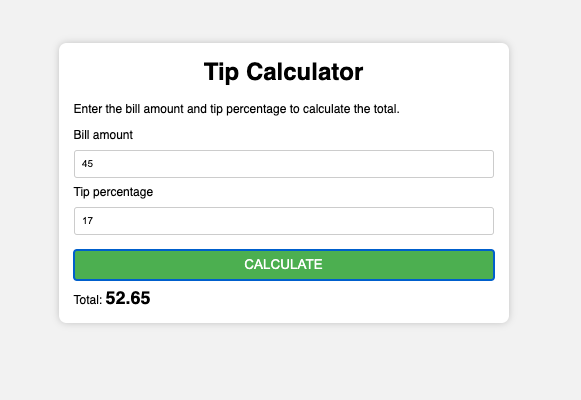 Tip Calculator
Enter the bill amount and tip percentage to calculate the total.
Bill amount
45
Tip percentage
17
CALCULATE
Total: 52.65